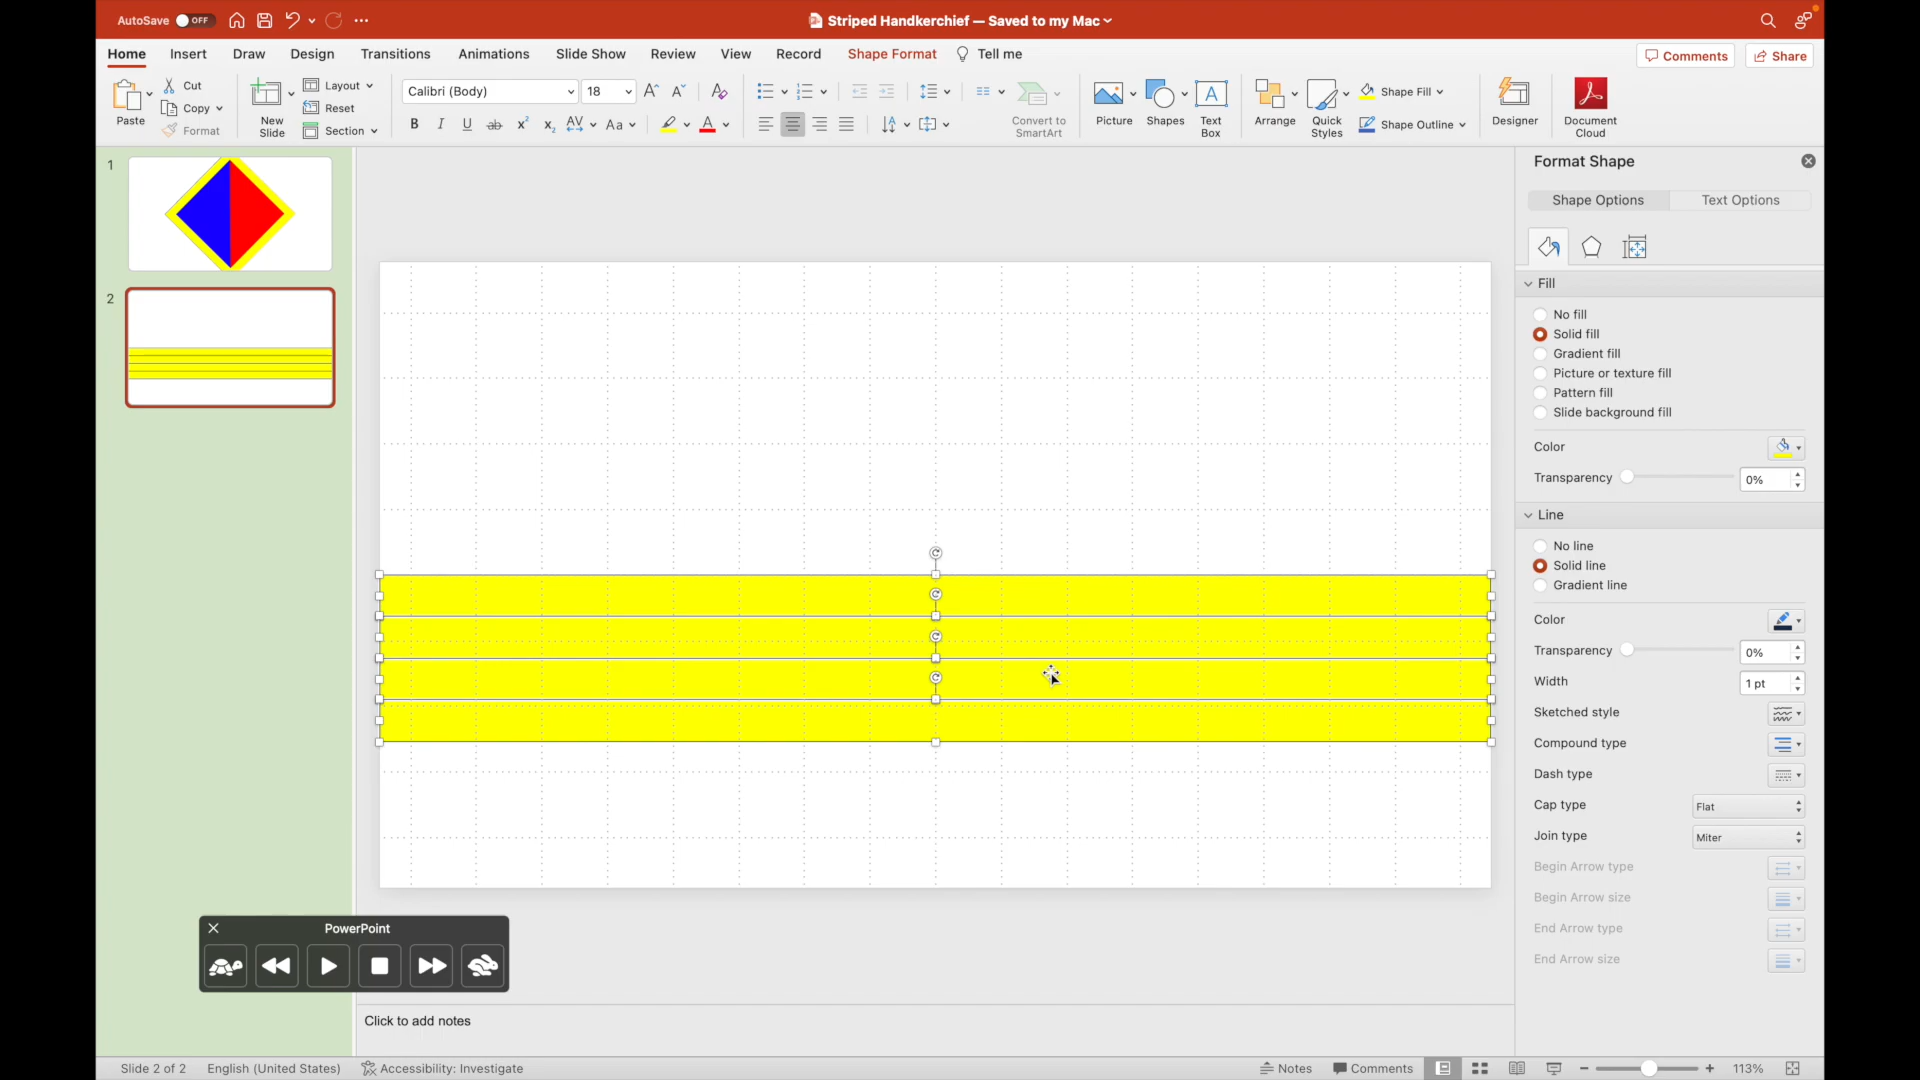 AutoSave OFF
Striped Handkerchief — Saved to my Mac
Home Insert Draw Design Transitions Animations Slide Show Review View Record Shape Format Tell me
Comments Share
Paste
Cut
Copy
Format
New Slide
Layout
Reset
Section
Calibri (Body) 18
Convert to SmartArt
Picture
Shapes
Text Box
Arrange
Quick Styles
Shape Fill
Shape Outline
Designer
Document Cloud
1
2
Format Shape
Shape Options Text Options
Fill
No fill
Solid fill
Gradient fill
Picture or texture fill
Pattern fill
Slide background fill
Color
Transparency 0%
Line
No line
Solid line
Gradient line
Color
Transparency 0%
Width 1 pt
Sketched style
Compound type
Dash type
Cap type Flat
Join type Miter
Begin Arrow type
Begin Arrow size
End Arrow type
End Arrow size
PowerPoint
Click to add notes
Slide 2 of 2 English (United States) Accessibility: Investigate
Notes Comments 113%